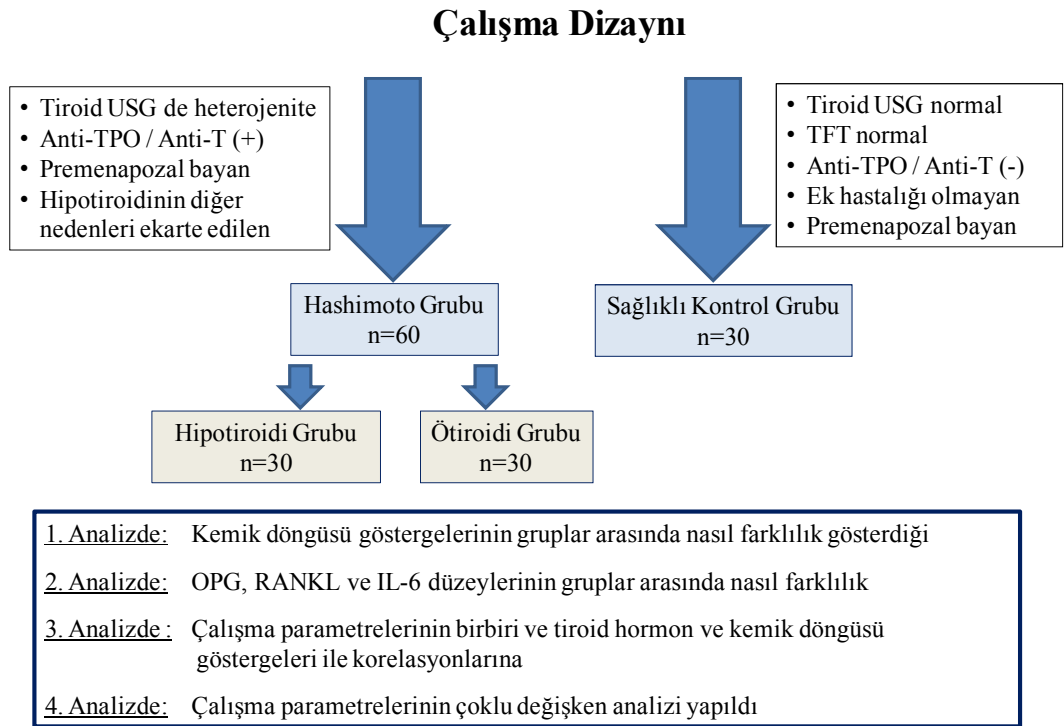 Çalışma Dizaynı
• Tiroid USG de heterojenite
• Anti-TPO / Anti-T (+)
• Premenapozal bayan
• Hipotiroidinin diğer
nedenleri ekarte edilen
• Tiroid USG normal
• TFT normal
• Anti-TPO / Anti-T (-)
• Ek hastalığı olmayan
• Premenapozal bayan
Hashimoto Grubu
n=60
Sağlıklı Kontrol Grubu
n=30
Hipotiroidi Grubu
n=30
Ötiroidi Grubu
n=30
1. Analizde: Kemik döngüsü göstergelerinin gruplar arasında nasıl farklılık gösterdiği
2. Analizde: OPG, RANKL ve IL-6 düzeylerinin gruplar arasında nasıl farklılık
3. Analizde : Çalışma parametrelerinin birbiri ve tiroid hormon ve kemik döngüsü
göstergeleri ile korelasyonlarına
4. Analizde: Çalışma parametrelerinin çoklu değişken analizi yapıldı